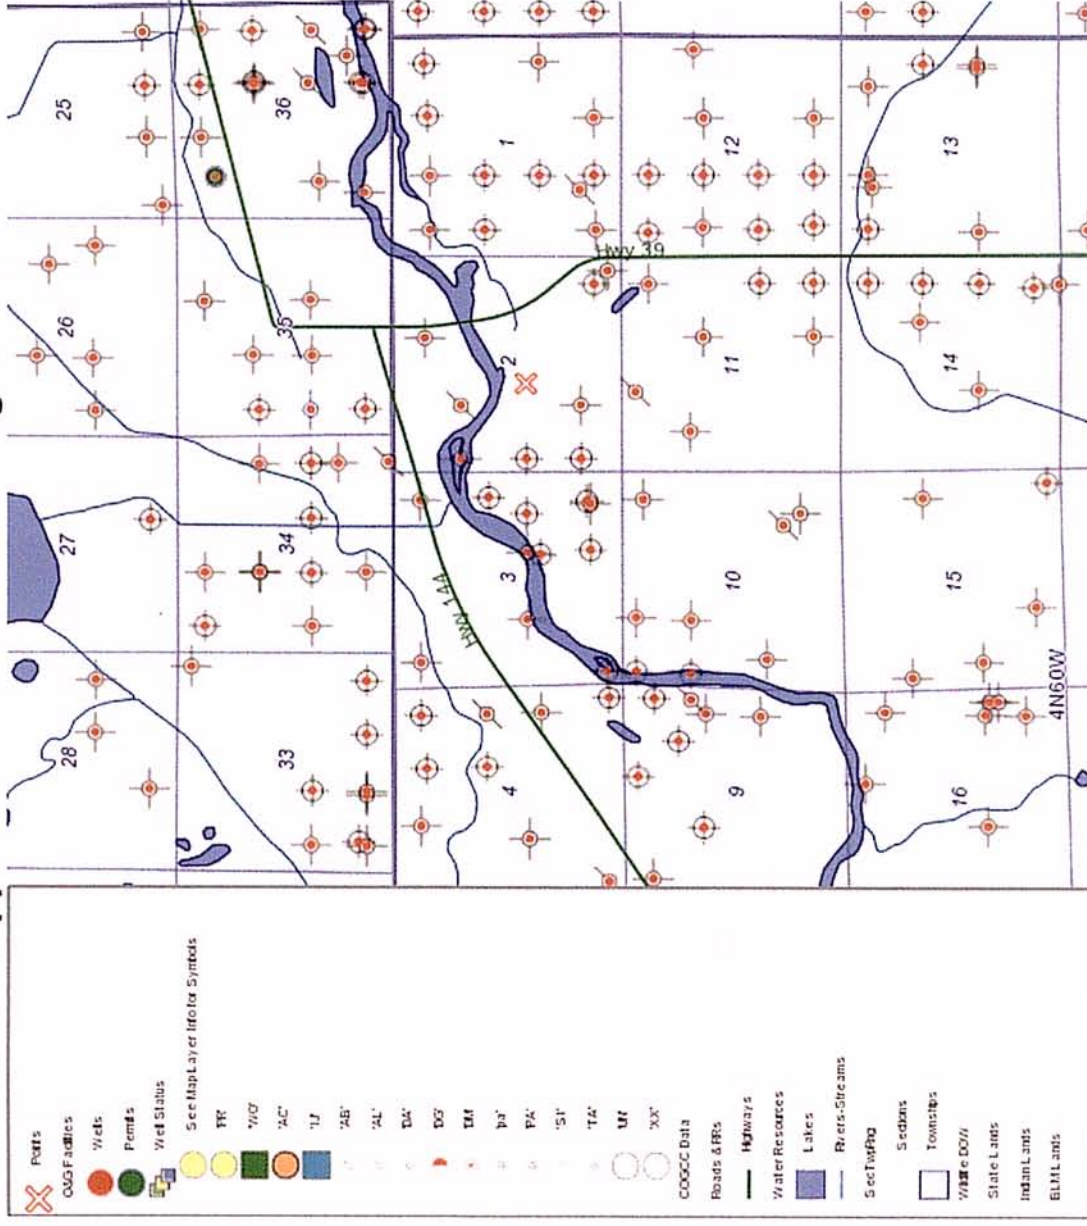 Points
O&G Facilities
Wells
Permits
Well Status
See Map Layer Info for Symbols
'PR'
'WO'
'AC'
'IJ'
'AB'
'AL'
'DA'
'DG'
'DM'
'pa'
'PA'
'SI'
'TA'
'UN'
'XX'
COGCC Data
Roads & RRs
Highways
Water Resources
Lakes
Rivers-Streams
SecTwpRng
Sections
Townships
Wildlife DOW
State Lands
Indian Lands
BLM Lands
28
27
26
25
33
34
35
36
4
3
2
1
9
10
11
12
16
15
14
13
Hwy 144
Hwy 39
4N60W